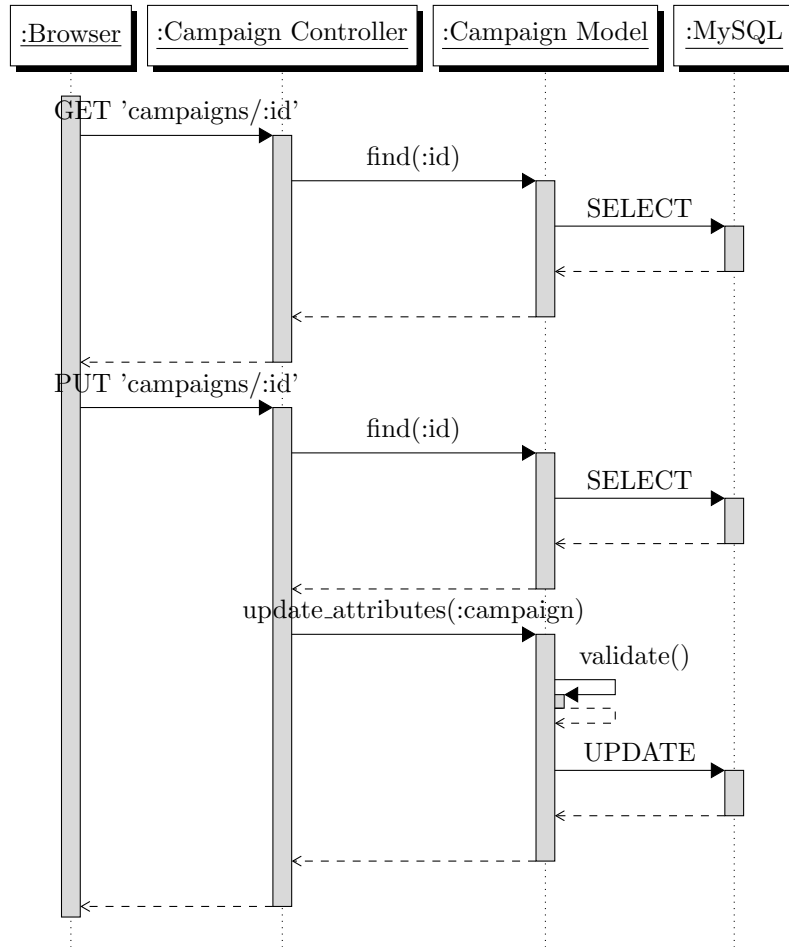 :Browser
:Campaign Controller
:Campaign Model
:MySQL
GET 'campaigns/:id'
find(:id)
SELECT
PUT 'campaigns/:id'
find(:id)
SELECT
update_attributes(:campaign)
validate()
UPDATE